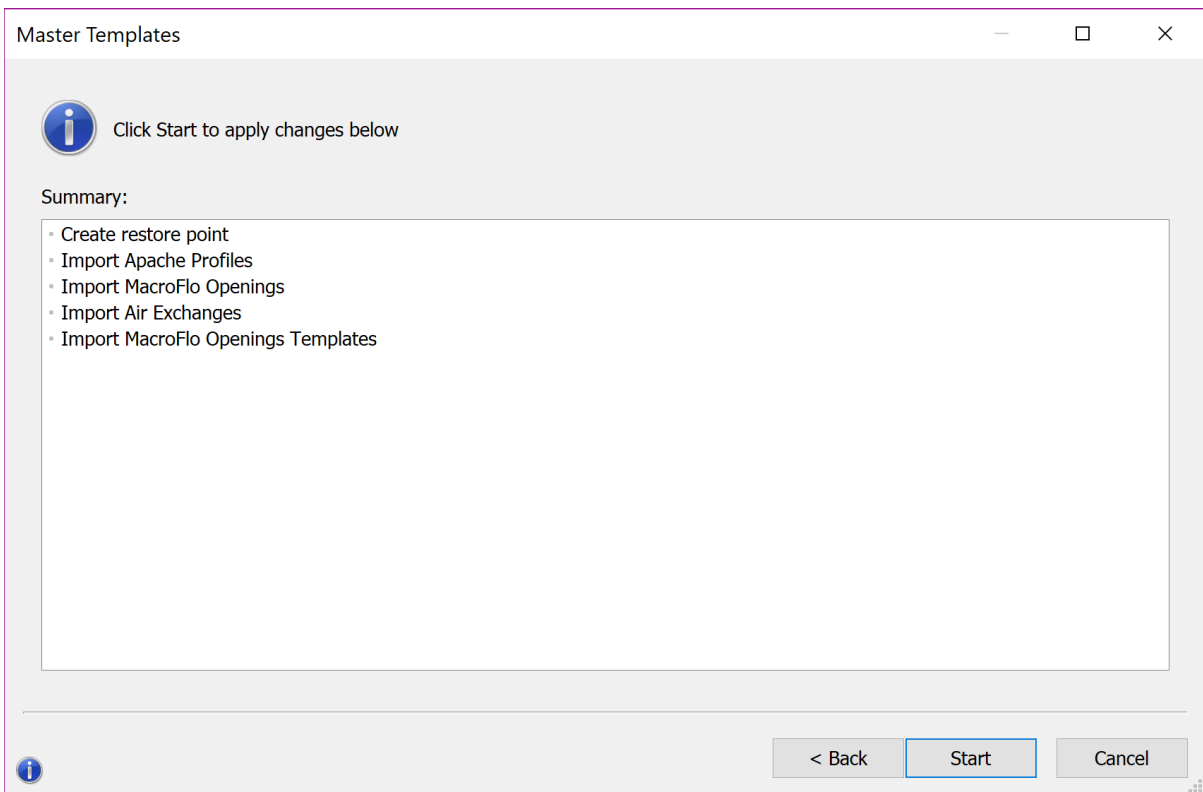 Master Templates
Click Start to apply changes below
Summary:
Create restore point
Import Apache Profiles
Import MacroFlo Openings
Import Air Exchanges
Import MacroFlo Openings Templates
< Back
Start
Cancel